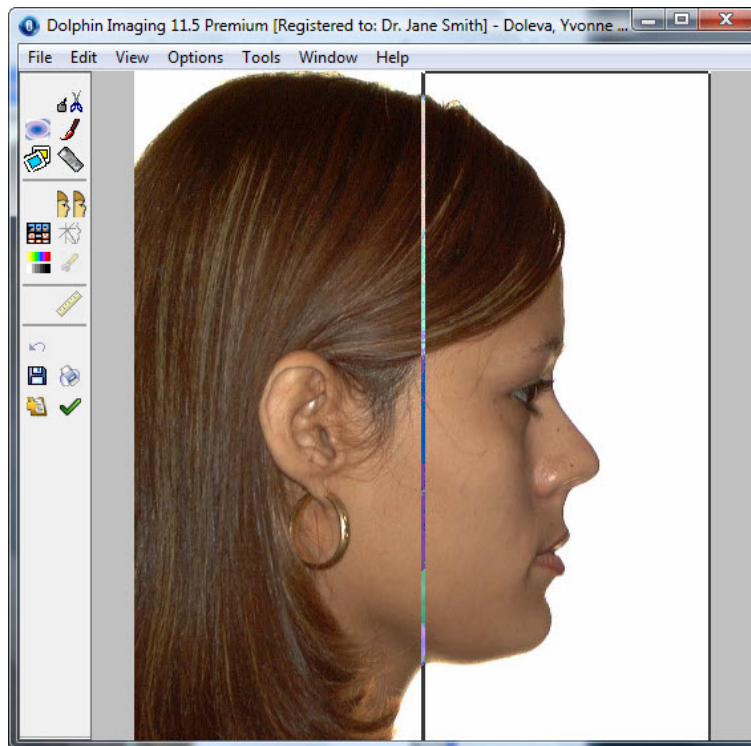 Dolphin Imaging 11.5 Premium [Registered to: Dr. Jane Smith] - Doleva, Yvonne ...
File Edit View Options Tools Window Help